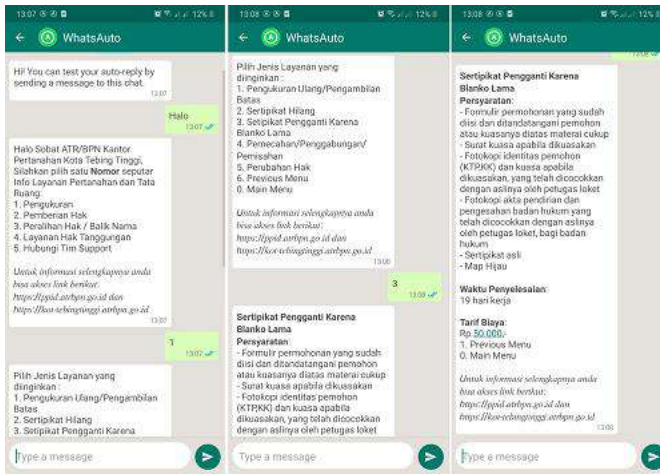 13:07
12%
WhatsAuto
Hi! You can test your auto-reply by
sending a message to this chat.
13:07
Halo
13:07
Halo Sobat ATR/BPN Kantor
Pertanahan Kota Tebing Tinggi,
Silahkan pilih satu Nomor seputar
Info Layanan Pertanahan dan Tata
Ruang:
1. Pengukuran
2. Pemberian Hak
3. Peralihan Hak / Balik Nama
4. Layanan Hak Tanggungan
5. Hubungi Tim Support
Untuk informasi selengkapnya anda
bisa akses link berikut:
https://ppid.atrbpn.go.id dan
https://kot-tebingtinggi.atrbpn.go.id
13:07
1
13:07
Pilih Jenis Layanan yang
diinginkan :
1. Pengukuran Ulang/Pengambilan
Batas
2. Sertipikat Hilang
3. Setipikat Pengganti Karena
Type a message
13:08
12%
WhatsAuto
Pilih Jenis Layanan yang
diinginkan :
1. Pengukuran Ulang/Pengambilan
Batas
2. Sertipikat Hilang
3. Setipikat Pengganti Karena
Blanko Lama
4. Pemecahan/Penggabungan/
Pemisahan
5. Perubahan Hak
6. Previous Menu
0. Main Menu
Untuk informasi selengkapnya anda
bisa akses link berikut:
https://ppid.atrbpn.go.id dan
https://kot-tebingtinggi.atrbpn.go.id
13:08
3
13:08
Sertipikat Pengganti Karena
Blanko Lama
Persyaratan:
- Formulir permohonan yang sudah
diisi dan ditandatangani pemohon
atau kuasanya diatas materai cukup
- Surat kuasa apabila dikuasakan
- Fotokopi identitas pemohon
(KTP,KK) dan kuasa apabila
dikuasakan, yang telah dicocokkan
dengan aslinya oleh petugas loket
Type a message
13:08
12%
WhatsAuto
Sertipikat Pengganti Karena
Blanko Lama
Persyaratan:
- Formulir permohonan yang sudah
diisi dan ditandatangani pemohon
atau kuasanya diatas materai cukup
- Surat kuasa apabila dikuasakan
- Fotokopi identitas pemohon
(KTP,KK) dan kuasa apabila
dikuasakan, yang telah dicocokkan
dengan aslinya oleh petugas loket
- Fotokopi akta pendirian dan
pengesahan badan hukum yang
telah dicocokkan dengan aslinya
oleh petugas loket, bagi badan
hukum
- Sertipikat asli
- Map Hijau
Waktu Penyelesaian:
19 hari kerja
Tarif Biaya:
Rp.50.000,-
1. Previous Menu
0. Main Menu
Untuk informasi selengkapnya anda
bisa akses link berikut:
https://ppid.atrbpn.go.id dan
https://kot-tebingtinggi.atrbpn.go.id
13:08
Type a message